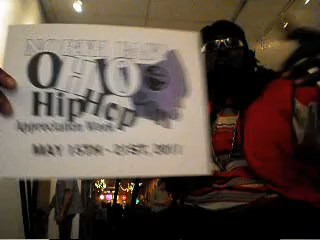 OHIO
Hip Hop
Appreciation Week
MAY 15TH - 21ST, 2011